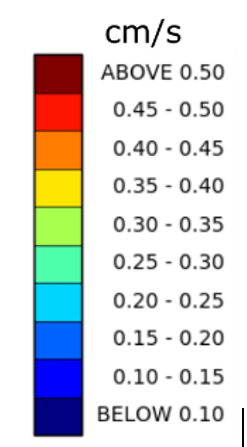 cm/s
ABOVE 0.50
0.45 - 0.50
0.40 - 0.45
0.35 - 0.40
0.30 - 0.35
0.25 - 0.30
0.20 - 0.25
0.15 - 0.20
0.10 - 0.15
BELOW 0.10